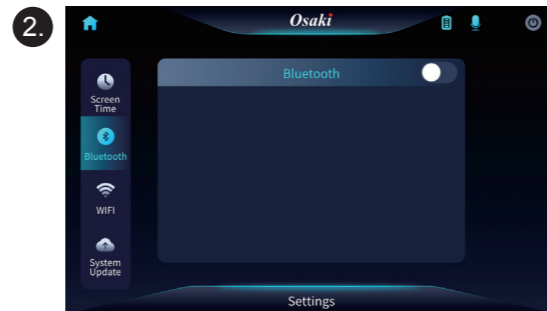 2.
Osaki
Bluetooth
Screen
Time
Bluetooth
WIFI
System
Update
Settings